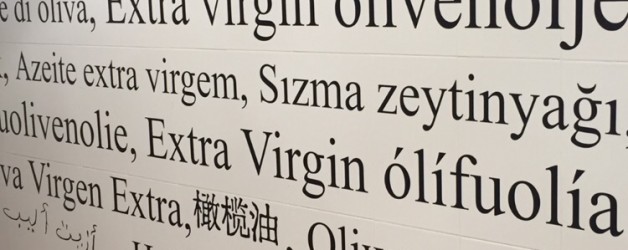 di oliva, Extra Virgin olivenolje
, Azeite extra virgem, Sızma zeytinyağı,
uolivenolie, Extra Virgin ólífuolía
va Virgen Extra, 橄榄油, Oliv